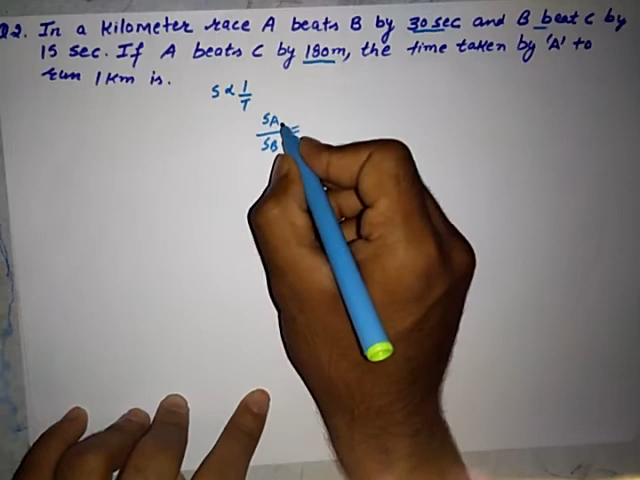 Q2. In a kilometer race A beats B by 30 sec and B beat C by
15 sec. If A beats C by 180m, the time taken by 'A' to
run 1 km is.
S ∝ 1/T
SA/SB =